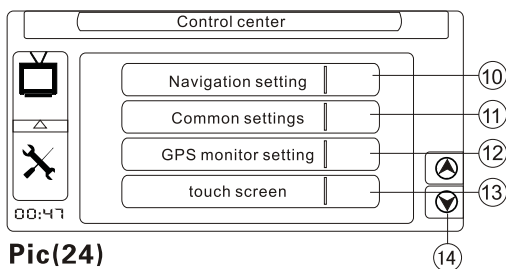 Control center
Navigation setting
10
Common settings
11
GPS monitor setting
12
touch screen
13
00:47
14
Pic(24)